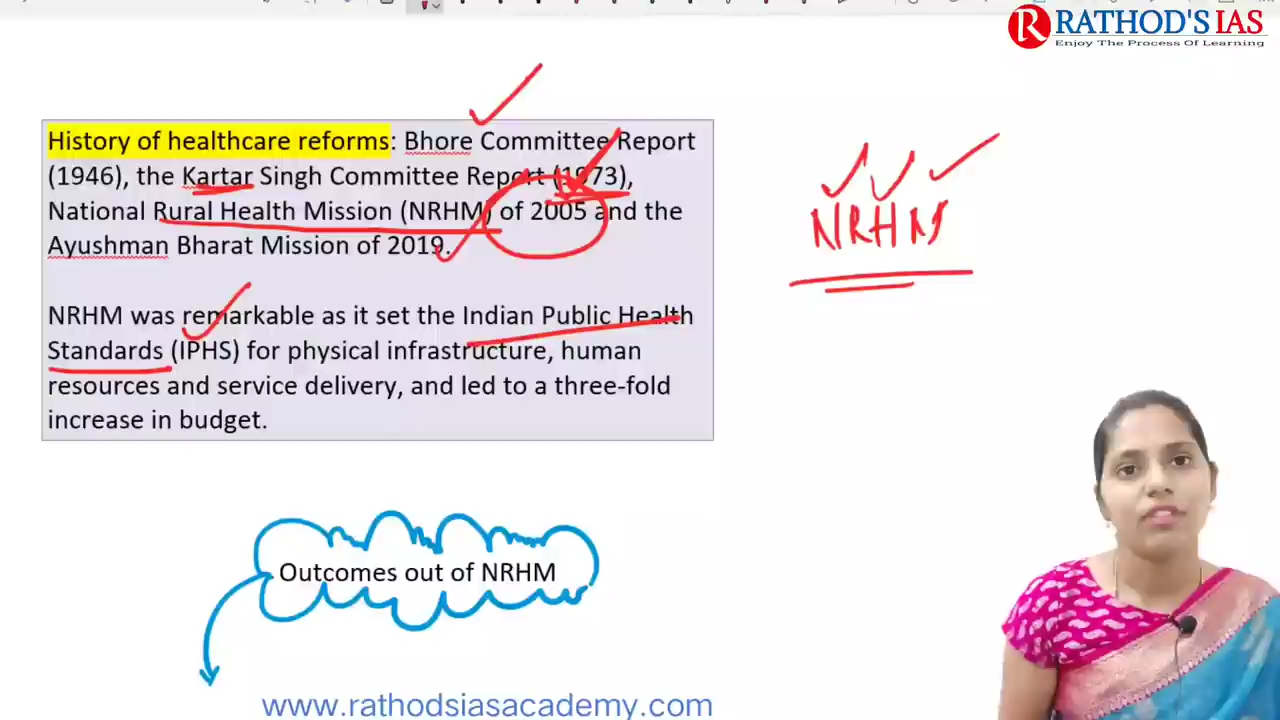 RATHOD'S IAS
Enjoy The Process Of Learning
History of healthcare reforms: Bhore Committee Report
(1946), the Kartar Singh Committee Report (1973),
National Rural Health Mission (NRHM) of 2005 and the
Ayushman Bharat Mission of 2019.
NRHM was remarkable as it set the Indian Public Health
Standards (IPHS) for physical infrastructure, human
resources and service delivery, and led to a three-fold
increase in budget.
Outcomes out of NRHM
www.rathodsiasacademy.com